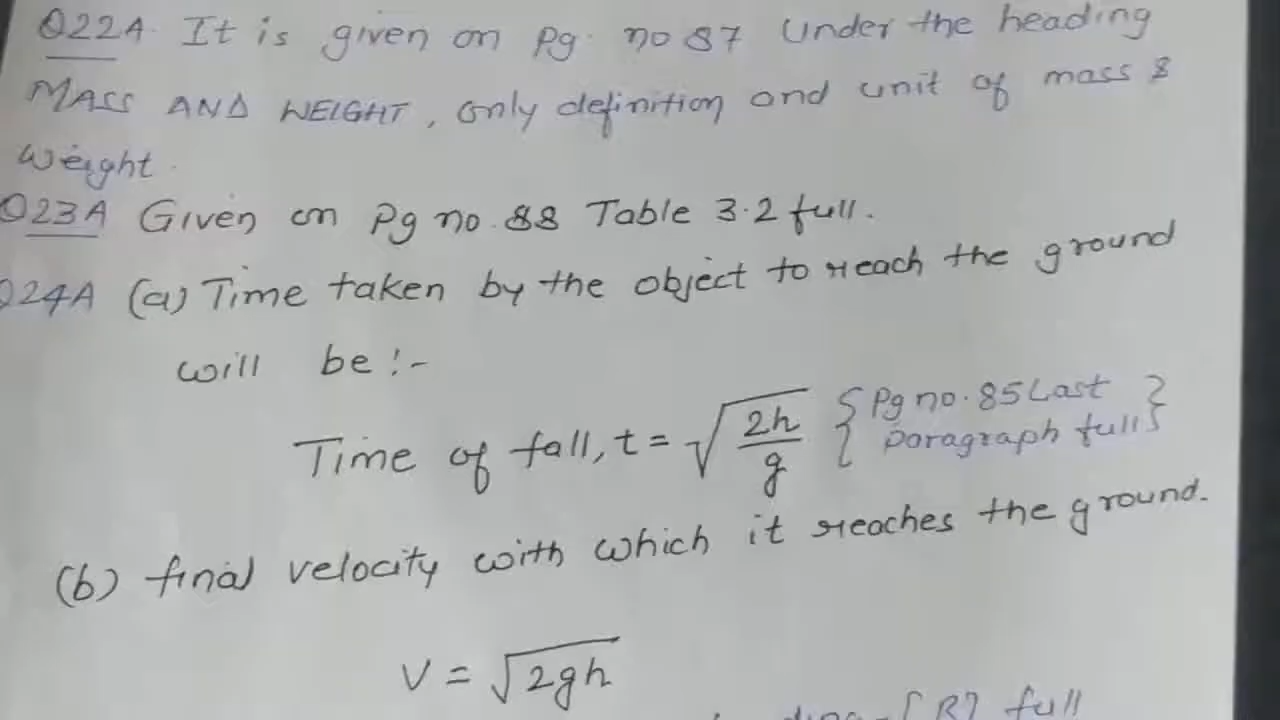 Q22A. It is given on pg. no 87 Under the heading
MASS AND WEIGHT, only definition and unit of mass &
weight.
Q23A Given on Pg no. 88 Table 3.2 full.
Q24A (a) Time taken by the object to reach the ground
will be :-
Time of fall, t = √(2h/g) {Pg no. 85 Last
paragraph full}
(b) final velocity with which it reaches the ground.
V = √2gh
full